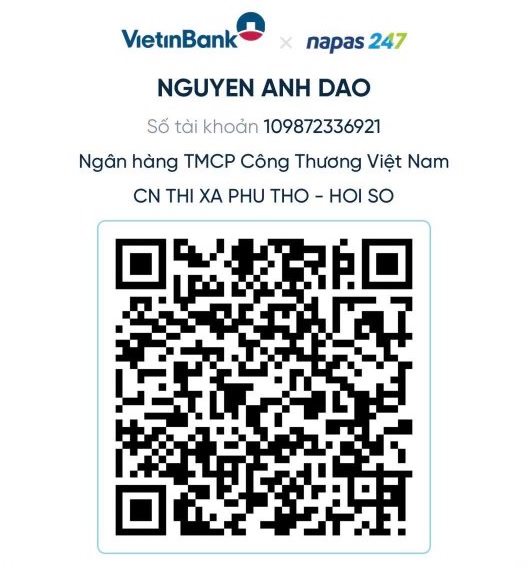 VietinBank × napas 247
NGUYEN ANH DAO
Số tài khoản 109872336921
Ngân hàng TMCP Công Thương Việt Nam
CN THI XA PHU THO - HOI SO